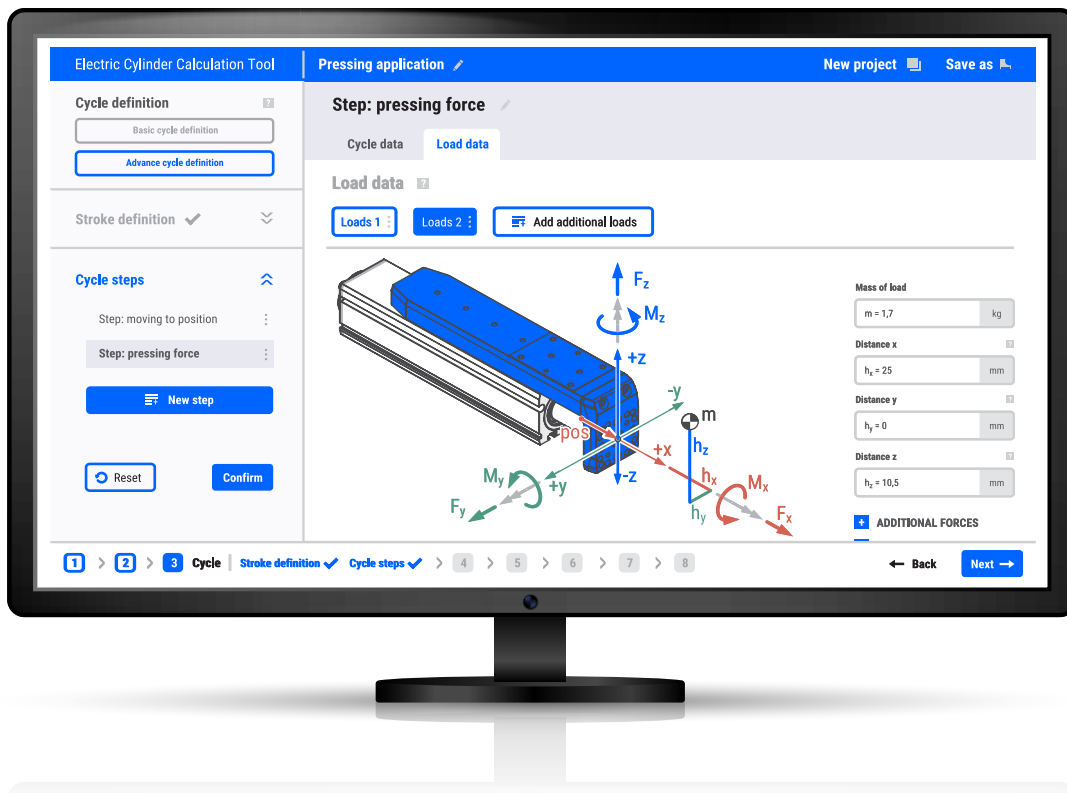 Electric Cylinder Calculation Tool
Pressing application
New project
Save as
Cycle definition
?
Basic cycle definition
Advance cycle definition
Stroke definition
Cycle steps
Step: moving to position
Step: pressing force
New step
Reset
Confirm
Step: pressing force
Cycle data
Load data
Load data ?
Loads 1
Loads 2
Add additional loads
Fz
Mz
+z
-y
m
pos
+x
hz
-z
My
+y
hx
Mx
Fy
hy
Fx
Mass of load
m = 1,7 kg
Distance x ?
hx = 25 mm
Distance y ?
hy = 0 mm
Distance z ?
hz = 10,5 mm
+ ADDITIONAL FORCES
1 > 2 > 3 Cycle | Stroke definition Cycle steps > 4 > 5 > 6 > 7 > 8
Back
Next